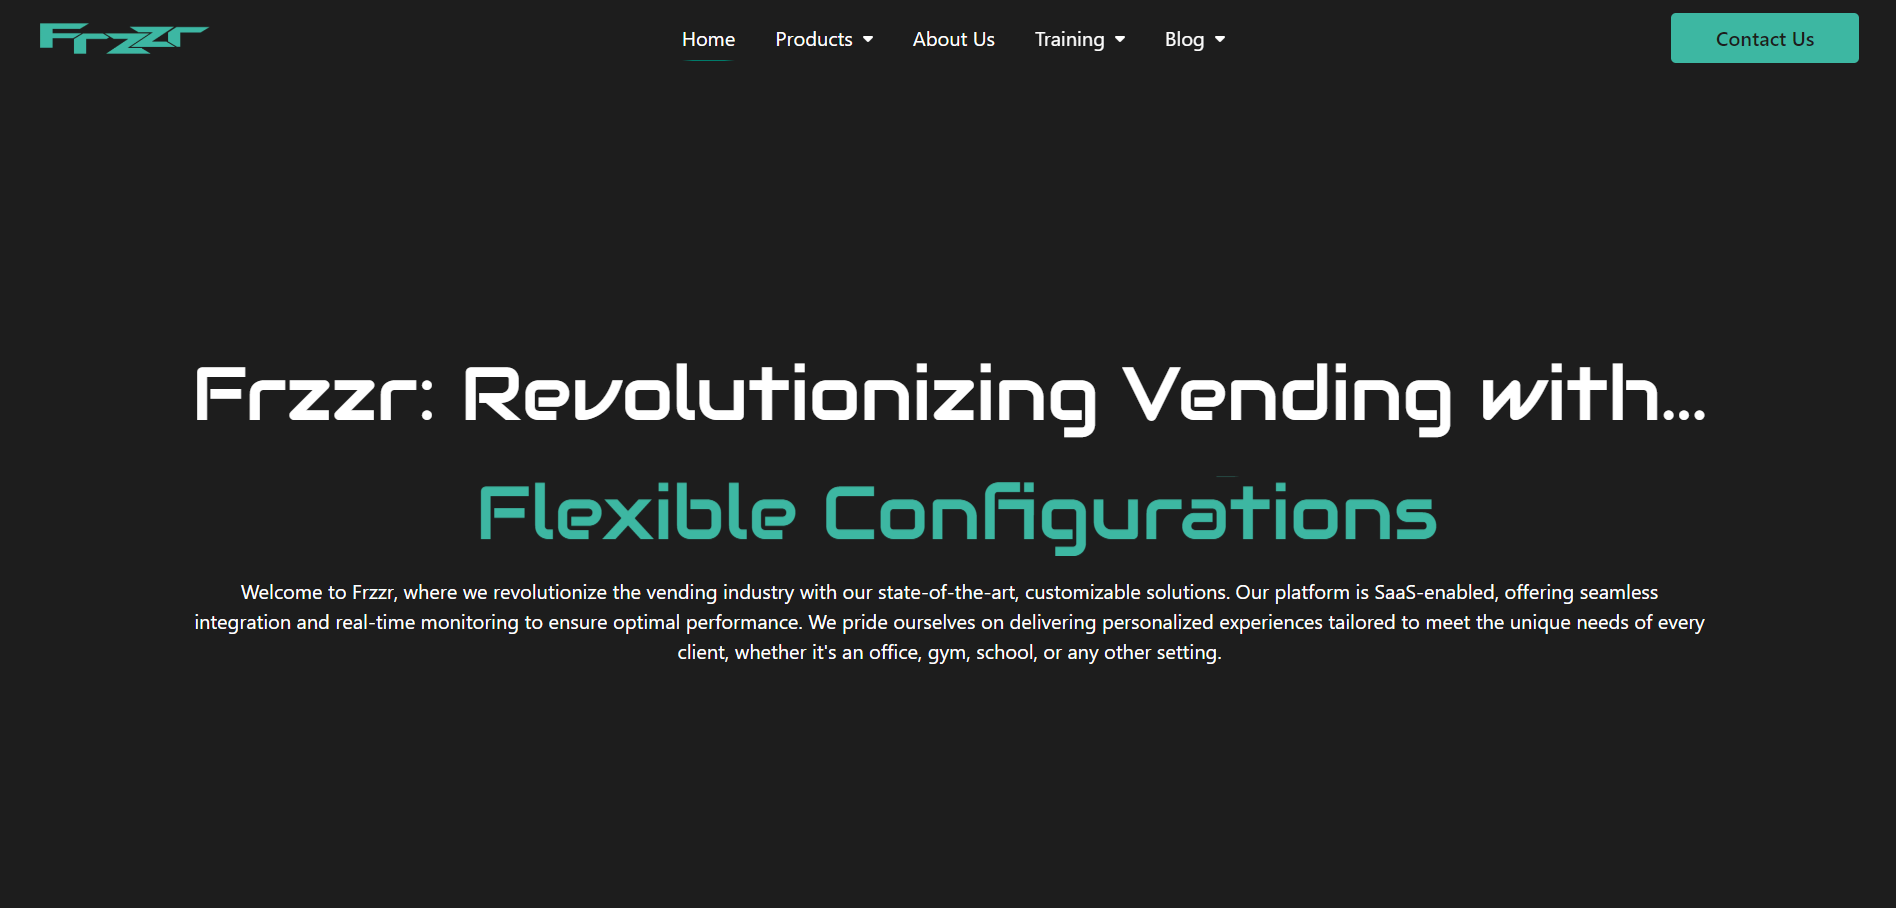 Frzzr
Home
Products
About Us
Training
Blog
Contact Us
Frzzr: Revolutionizing Vending with...
Flexible Configurations
Welcome to Frzzr, where we revolutionize the vending industry with our state-of-the-art, customizable solutions. Our platform is SaaS-enabled, offering seamless
integration and real-time monitoring to ensure optimal performance. We pride ourselves on delivering personalized experiences tailored to meet the unique needs of every
client, whether it's an office, gym, school, or any other setting.